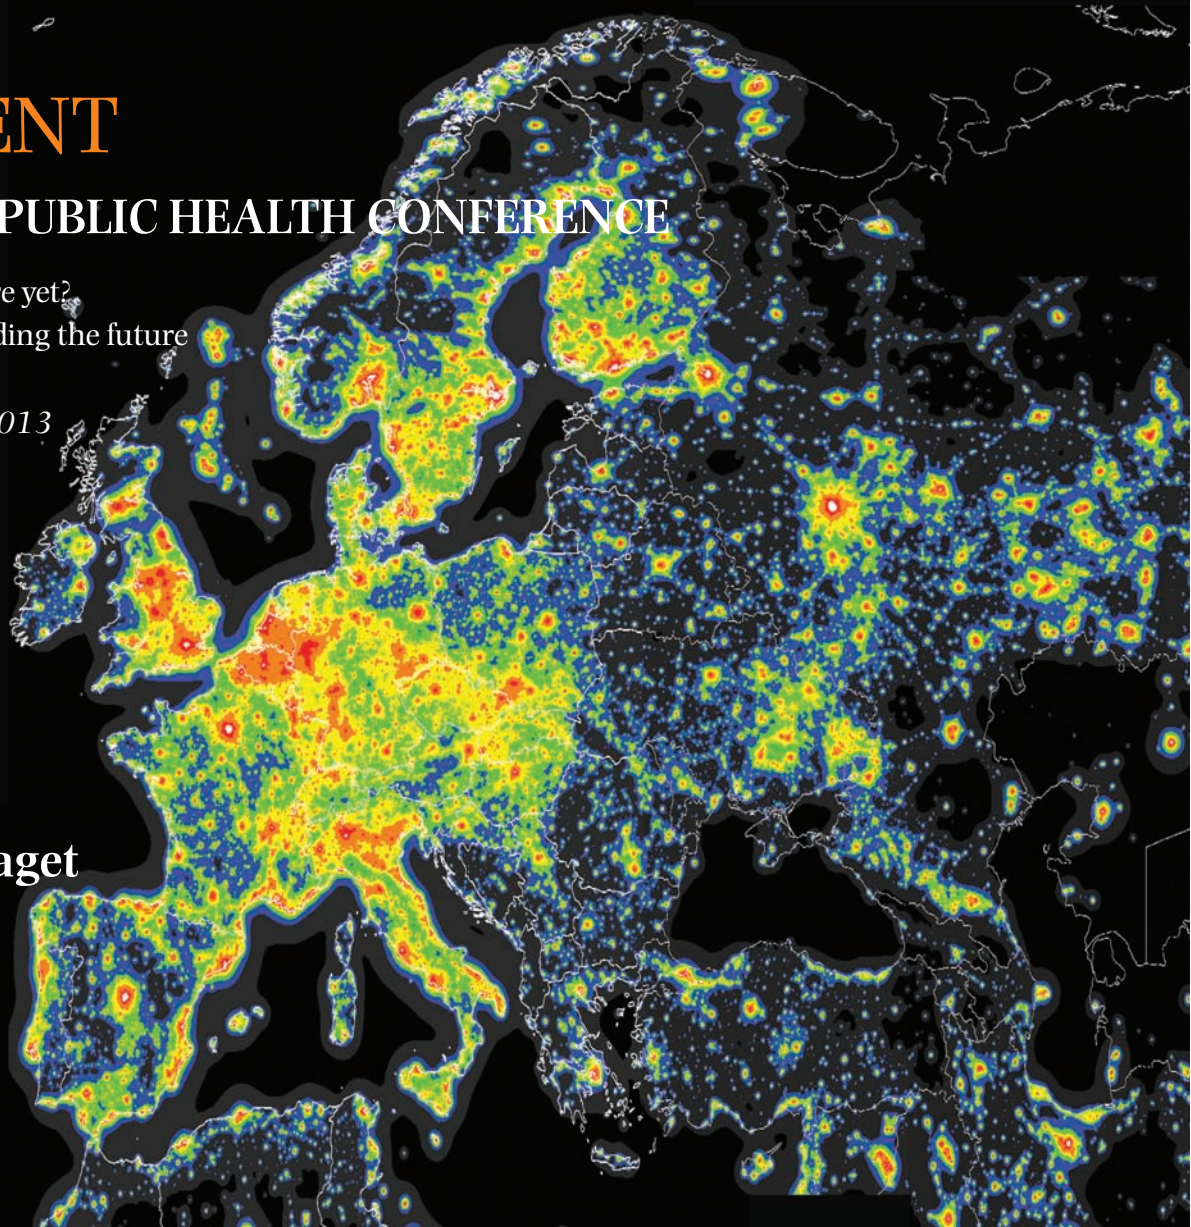 ENT
PUBLIC HEALTH CONFERENCE
e yet?
ding the future
013
aget